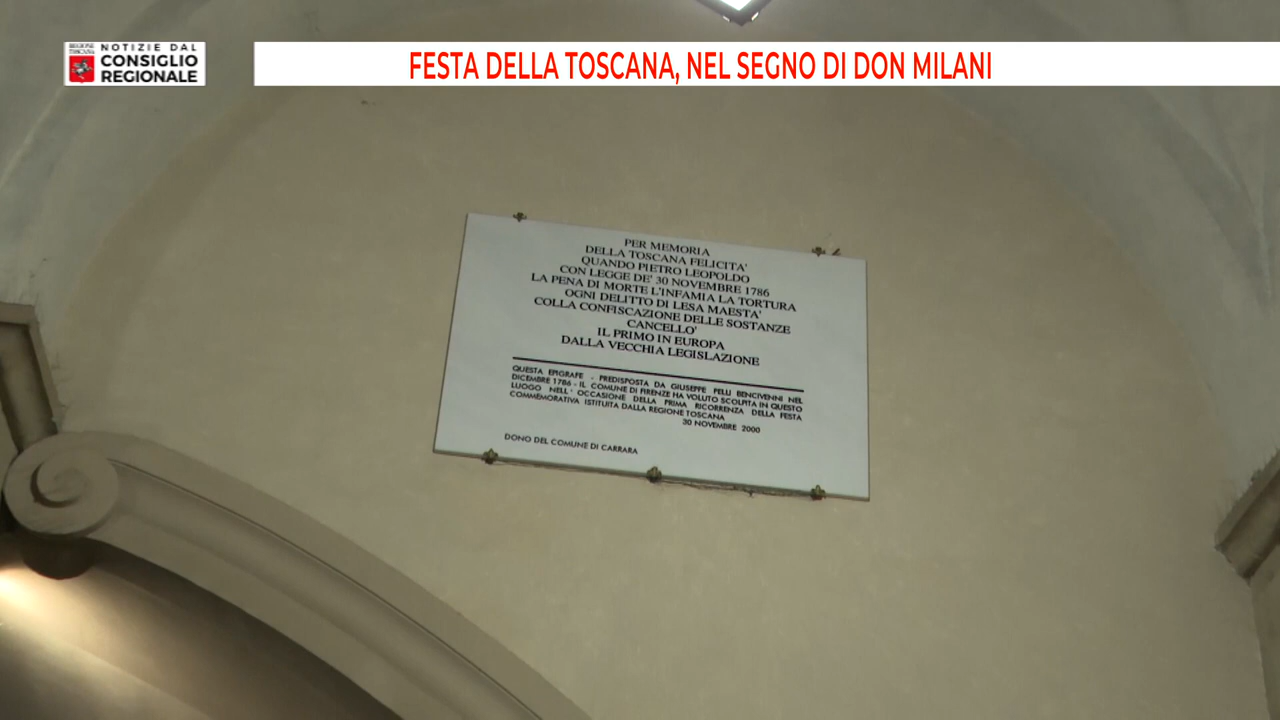 REGIONE
TOSCANA
NOTIZIE DAL
CONSIGLIO
REGIONALE
FESTA DELLA TOSCANA, NEL SEGNO DI DON MILANI
PER MEMORIA
DELLA TOSCANA FELICITA'
QUANDO PIETRO LEOPOLDO
CON LEGGE DE' 30 NOVEMBRE 1786
LA PENA DI MORTE L'INFAMIA LA TORTURA
OGNI DELITTO DI LESA MAESTA'
COLLA CONFISCAZIONE DELLE SOSTANZE
CANCELLO'
IL PRIMO IN EUROPA
DALLA VECCHIA LEGISLAZIONE
QUESTA EPIGRAFE - PREDISPOSTA DA GIUSEPPE PELLI BENCIVENNI NEL
DICEMBRE 1786 - IL COMUNE DI FIRENZE HA VOLUTO SCOLPITA IN QUESTO
LUOGO NELL' OCCASIONE DELLA PRIMA RICORRENZA DELLA FESTA
COMMEMORATIVA ISTITUITA DALLA REGIONE TOSCANA
30 NOVEMBRE 2000
DONO DEL COMUNE DI CARRARA